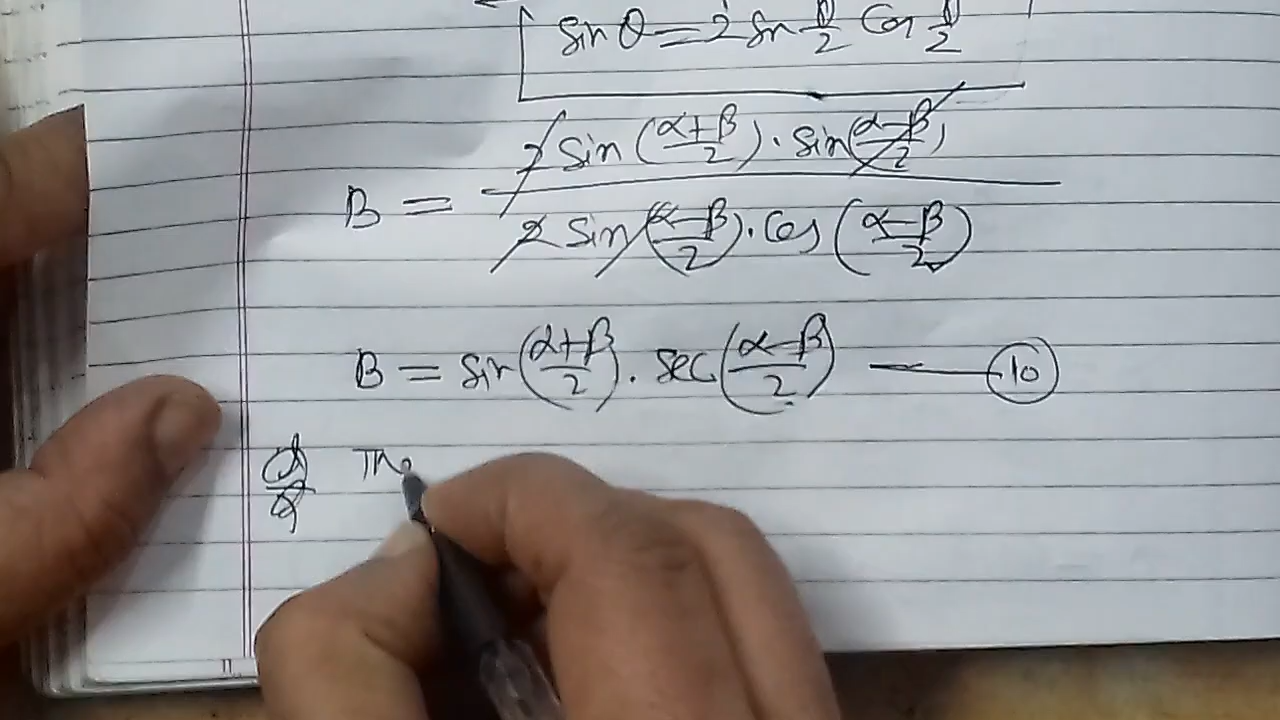 sin θ = 2 sin θ/2 cos θ/2
B = 2 sin (α+β/2) · sin (α-β/2) / 2 sin (α-β/2) · cos (α-β/2)
B = sin (α+β/2) · sec (α-β/2) — 10
The